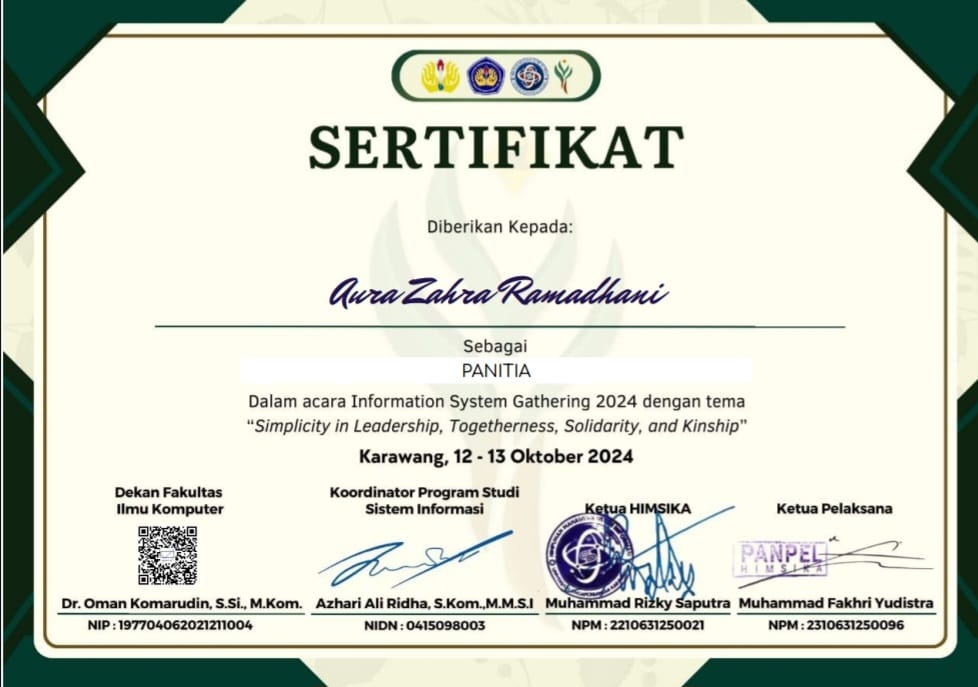 SERTIFIKAT
Diberikan Kepada:
Aura Zahra Ramadhani
Sebagai
PANITIA
Dalam acara Information System Gathering 2024 dengan tema
“Simplicity in Leadership, Togetherness, Solidarity, and Kinship”
Karawang, 12 - 13 Oktober 2024
Dekan Fakultas
Ilmu Komputer
Dr. Oman Komarudin, S.Si., M.Kom.
NIP : 197704062021211004
Koordinator Program Studi
Sistem Informasi
Azhari Ali Ridha, S.Kom.,M.M.S.I
NIDN : 0415098003
Ketua HIMSIKA
Muhammad Rizky Saputra
NPM : 2210631250021
Ketua Pelaksana
PANPEL
HIMSIKA
Muhammad Fakhri Yudistra
NPM : 2310631250096